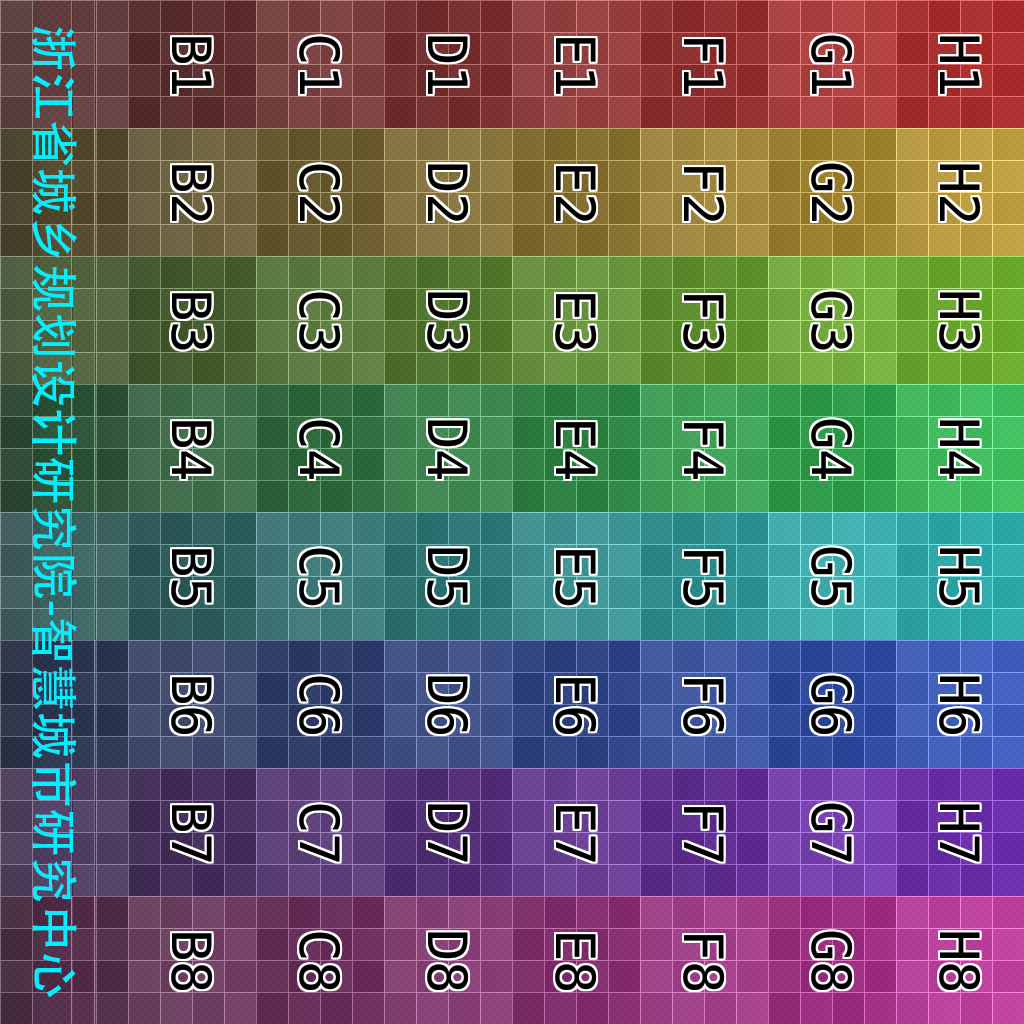 H1 H2 H3 H4 H5 H6 H7 H8
G1 G2 G3 G4 G5 G6 G7 G8
F1 F2 F3 F4 F5 F6 F7 F8
E1 E2 E3 E4 E5 E6 E7 E8
D1 D2 D3 D4 D5 D6 D7 D8
C1 C2 C3 C4 C5 C6 C7 C8
B1 B2 B3 B4 B5 B6 B7 B8
浙江省城乡规划设计研究院-智慧城市研究中心